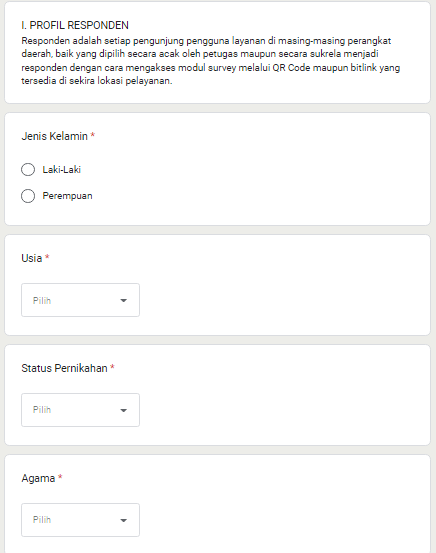 I. PROFIL RESPONDEN
Responden adalah setiap pengunjung pengguna layanan di masing-masing perangkat
daerah, baik yang dipilih secara acak oleh petugas maupun secara sukrela menjadi
responden dengan cara mengakses modul survey melalui QR Code maupun bitlink yang
tersedia di sekira lokasi pelayanan.
Jenis Kelamin *
Laki-Laki
Perempuan
Usia *
Pilih
Status Pernikahan *
Pilih
Agama *
Pilih